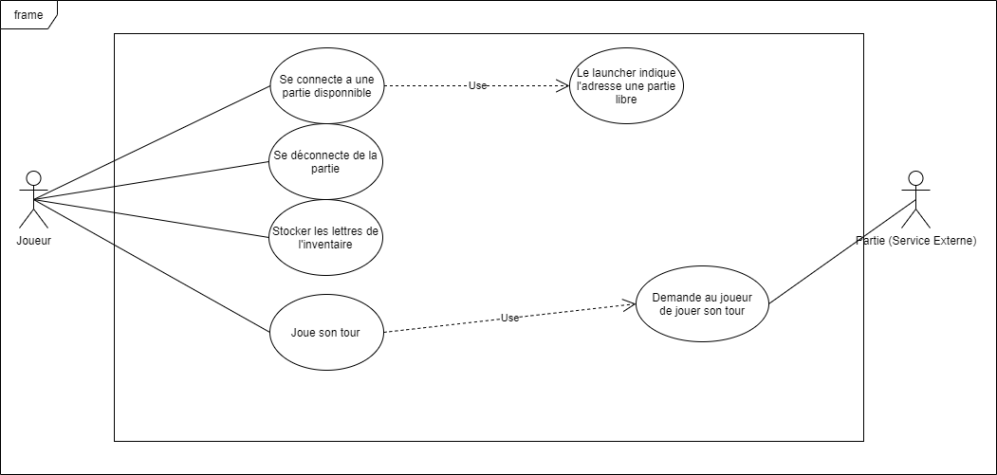 frame
Se connecte a une
partie disponnible
Use
Le launcher indique
l'adresse une partie
libre
Se déconnecte de la
partie
Stocker les lettres de
l'inventaire
Joueur
Partie (Service Externe)
Joue son tour
Use
Demande au joueur
de jouer son tour